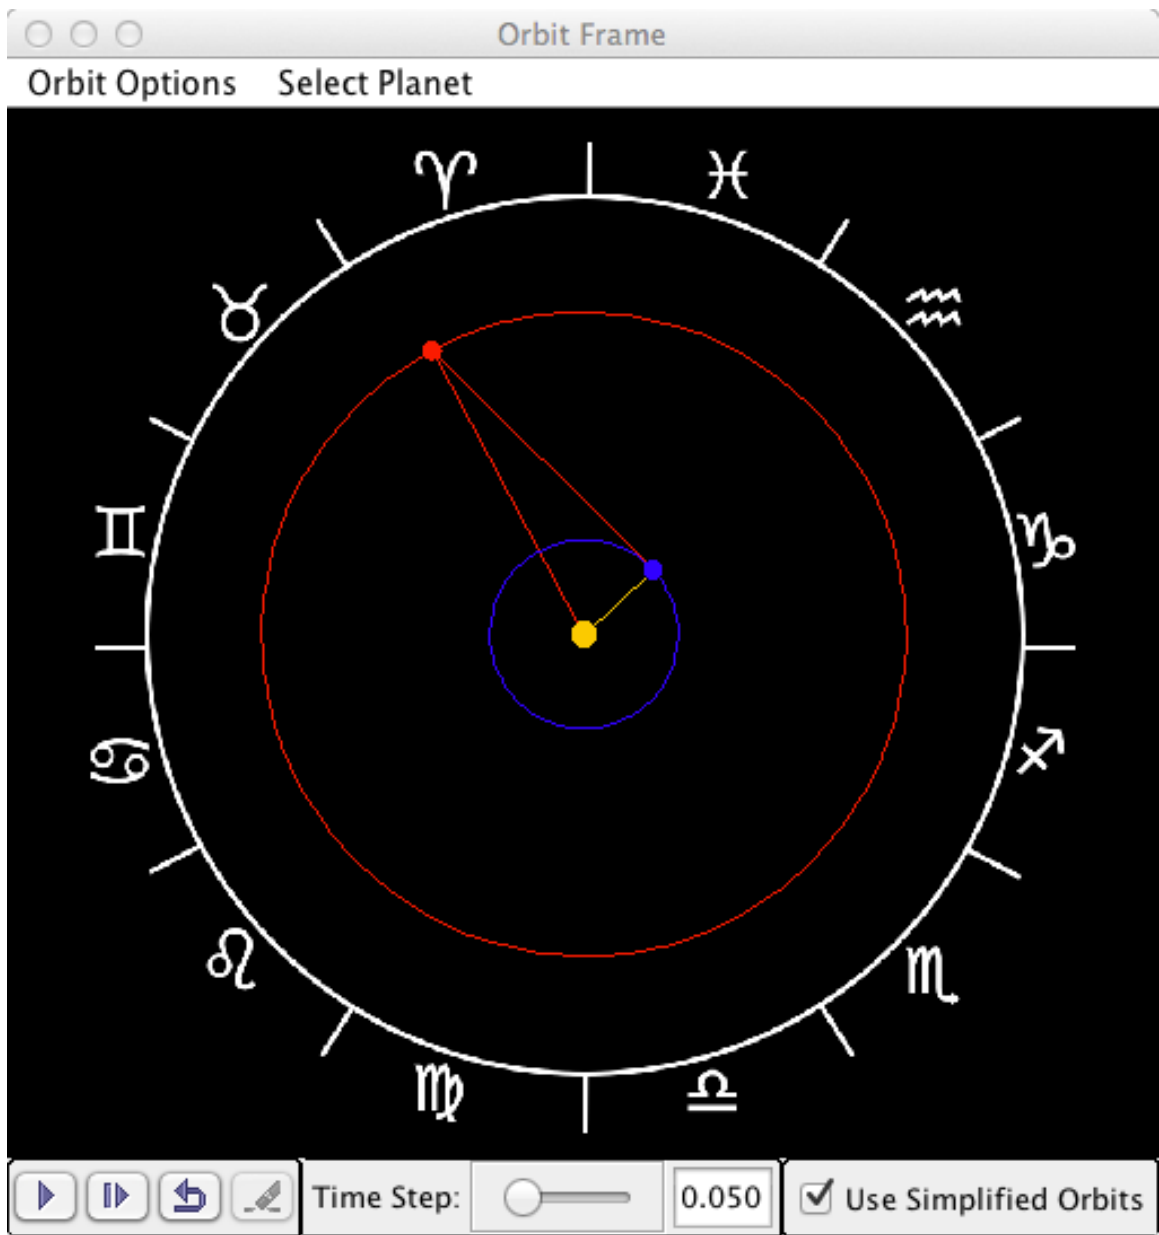 Orbit Frame
Orbit Options Select Planet
♈ ♓
♉ ♒
♊ ♑
♋ ♐
♌ ♏
♍ ♎
Time Step: 0.050 Use Simplified Orbits